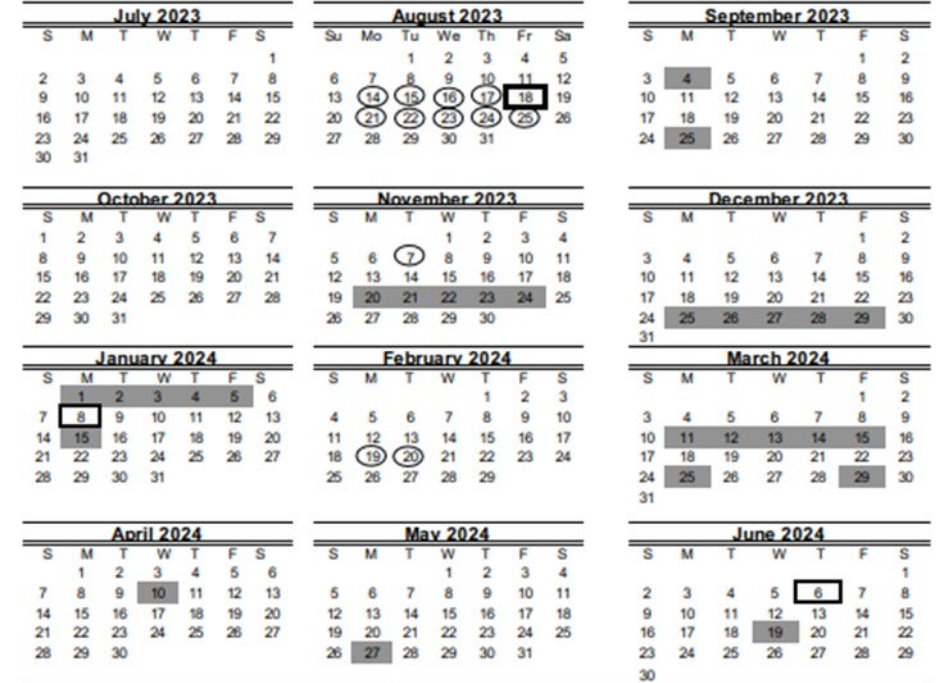 July 2023
S M T W T F S
1
2 3 4 5 6 7 8
9 10 11 12 13 14 15
16 17 18 19 20 21 22
23 24 25 26 27 28 29
30 31
August 2023
Su Mo Tu We Th Fr Sa
1 2 3 4 5
6 7 8 9 10 11 12
13 14 15 16 17 18 19
20 21 22 23 24 25 26
27 28 29 30 31
September 2023
S M T W T F S
1 2
3 4 5 6 7 8 9
10 11 12 13 14 15 16
17 18 19 20 21 22 23
24 25 26 27 28 29 30
October 2023
S M T W T F S
1 2 3 4 5 6 7
8 9 10 11 12 13 14
15 16 17 18 19 20 21
22 23 24 25 26 27 28
29 30 31
November 2023
S M T W T F S
1 2 3 4
5 6 7 8 9 10 11
12 13 14 15 16 17 18
19 20 21 22 23 24 25
26 27 28 29 30
December 2023
S M T W T F S
1 2
3 4 5 6 7 8 9
10 11 12 13 14 15 16
17 18 19 20 21 22 23
24 25 26 27 28 29 30
31
January 2024
S M T W T F S
1 2 3 4 5 6
7 8 9 10 11 12 13
14 15 16 17 18 19 20
21 22 23 24 25 26 27
28 29 30 31
February 2024
S M T W T F S
1 2 3
4 5 6 7 8 9 10
11 12 13 14 15 16 17
18 19 20 21 22 23 24
25 26 27 28 29
March 2024
S M T W T F S
1 2
3 4 5 6 7 8 9
10 11 12 13 14 15 16
17 18 19 20 21 22 23
24 25 26 27 28 29 30
31
April 2024
S M T W T F S
1 2 3 4 5 6
7 8 9 10 11 12 13
14 15 16 17 18 19 20
21 22 23 24 25 26 27
28 29 30
May 2024
S M T W T F S
1 2 3 4
5 6 7 8 9 10 11
12 13 14 15 16 17 18
19 20 21 22 23 24 25
26 27 28 29 30 31
June 2024
S M T W T F S
1
2 3 4 5 6 7 8
9 10 11 12 13 14 15
16 17 18 19 20 21 22
23 24 25 26 27 28 29
30